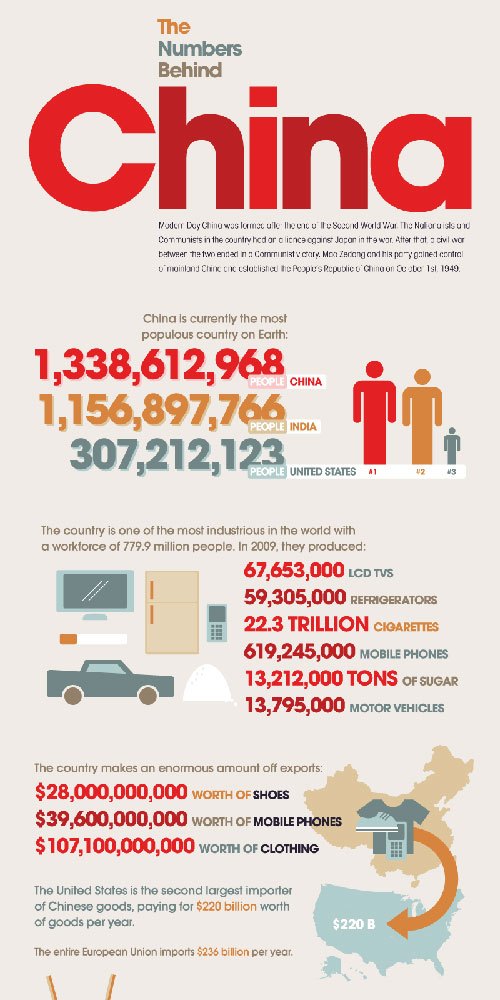 The
Numbers
Behind
China
Modern Day China was formed after the end of the Second World War. The Nationalists and
Communists in the country had an alliance against Japan in the war. After that, a civil war
between the two ended in a Communist victory. Mao Zedong and his party gained control
of mainland China and established the People's Republic of China on October 1st, 1949.
China is currently the most
populous country on Earth:
1,338,612,968
PEOPLE CHINA
1,156,897,766
PEOPLE INDIA
307,212,123
PEOPLE UNITED STATES
#1 #2 #3
The country is one of the most industrious in the world with
a workforce of 779.9 million people. In 2009, they produced:
67,653,000 LCD TVS
59,305,000 REFRIGERATORS
22.3 TRILLION CIGARETTES
619,245,000 MOBILE PHONES
13,212,000 TONS OF SUGAR
13,795,000 MOTOR VEHICLES
The country makes an enormous amount off exports:
$28,000,000,000 WORTH OF SHOES
$39,600,000,000 WORTH OF MOBILE PHONES
$107,100,000,000 WORTH OF CLOTHING
The United States is the second largest importer
of Chinese goods, paying for $220 billion worth
of goods per year.
$220 B
The entire European Union imports $236 billion per year.